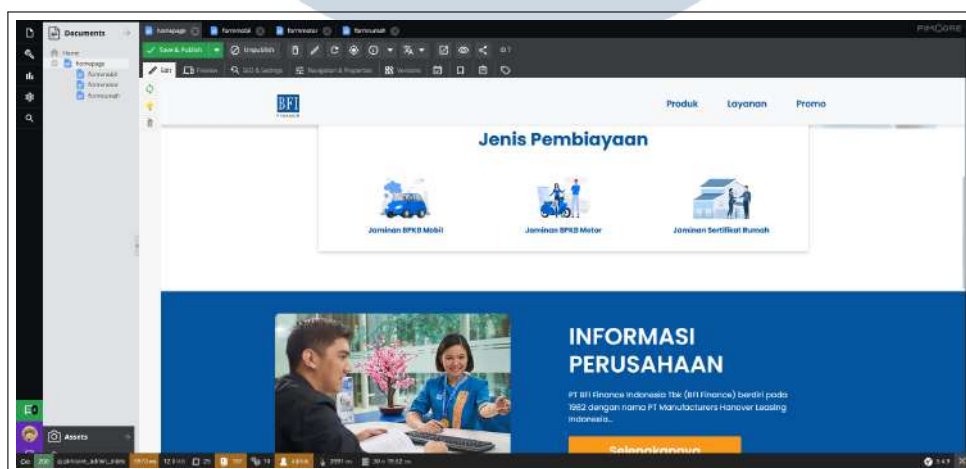 Documents
homepage
formmobil
formmotor
formrumah
PIMCORE
Home
homepage
formmobil
formmotor
formrumah
Save & Publish
Unpublish
Edit
Preview
SEO & Settings
Navigation & Properties
Versions
BFI
FINANCE
Produk
Layanan
Promo
Jenis Pembiayaan
Jaminan BPKB Mobil
Jaminan BPKB Motor
Jaminan Sertifikat Rumah
INFORMASI
PERUSAHAAN
PT BFI Finance Indonesia Tbk (BFI Finance) berdiri pada
1982 dengan nama PT Manufacturers Hanover Leasing
Indonesia...
Selengkapnya
Assets
200